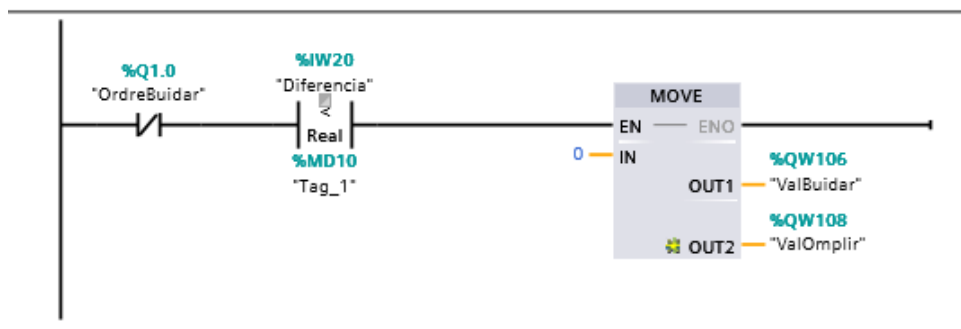 %Q1.0
"OrdreBuidar"
%IW20
"Diferencia"
<
Real
%MD10
"Tag_1"
MOVE
EN
ENO
0
IN
OUT1
%QW106
"ValBuidar"
OUT2
%QW108
"ValOmplir"